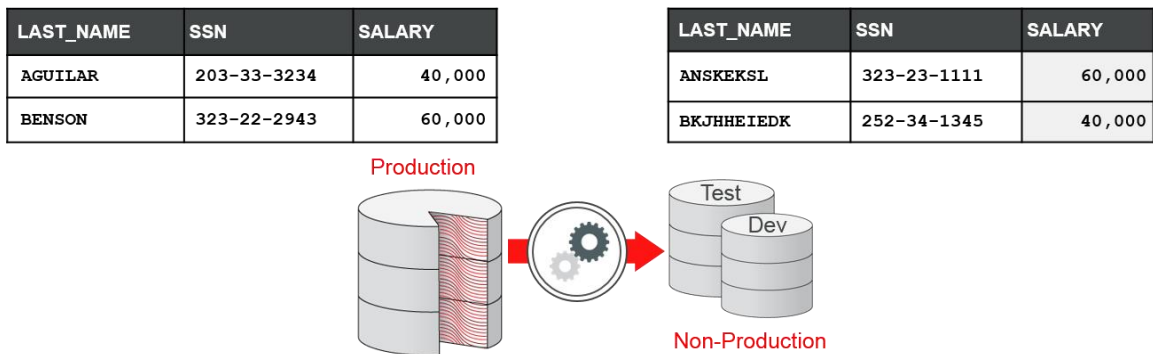 LAST_NAME SSN SALARY
AGUILAR 203-33-3234 40,000
BENSON 323-22-2943 60,000
LAST_NAME SSN SALARY
ANSKEKSL 323-23-1111 60,000
BKJHHEIEDK 252-34-1345 40,000
Production
Test
Dev
Non-Production